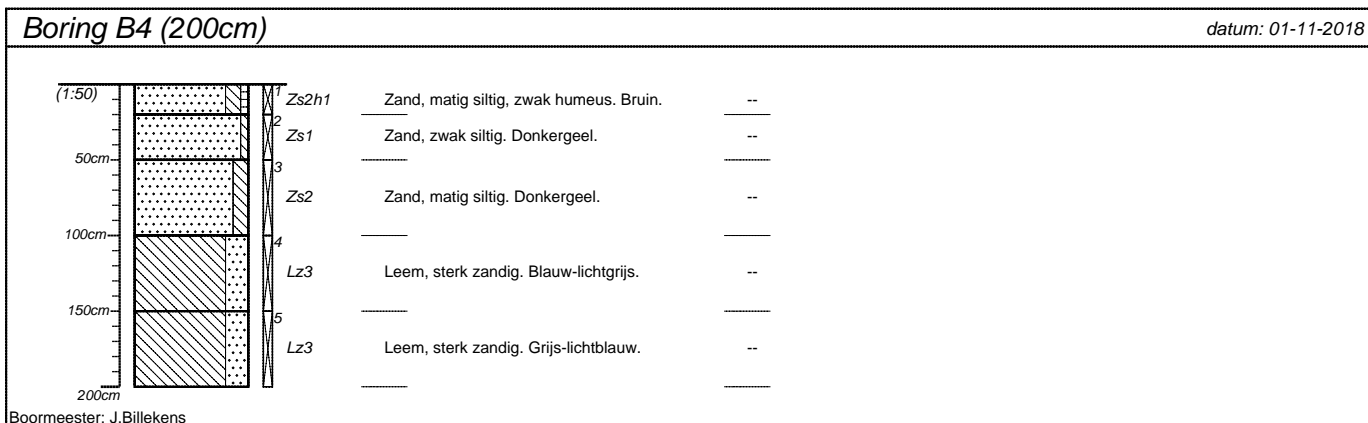 Boring B4 (200cm) datum: 01-11-2018
(1:50) 1 Zs2h1 Zand, matig siltig, zwak humeus. Bruin. --
2 Zs1 Zand, zwak siltig. Donkergeel. --
50cm
3 Zs2 Zand, matig siltig. Donkergeel. --
100cm
4 Lz3 Leem, sterk zandig. Blauw-lichtgrijs. --
150cm
5 Lz3 Leem, sterk zandig. Grijs-lichtblauw. --
200cm
Boormeester: J.Billekens